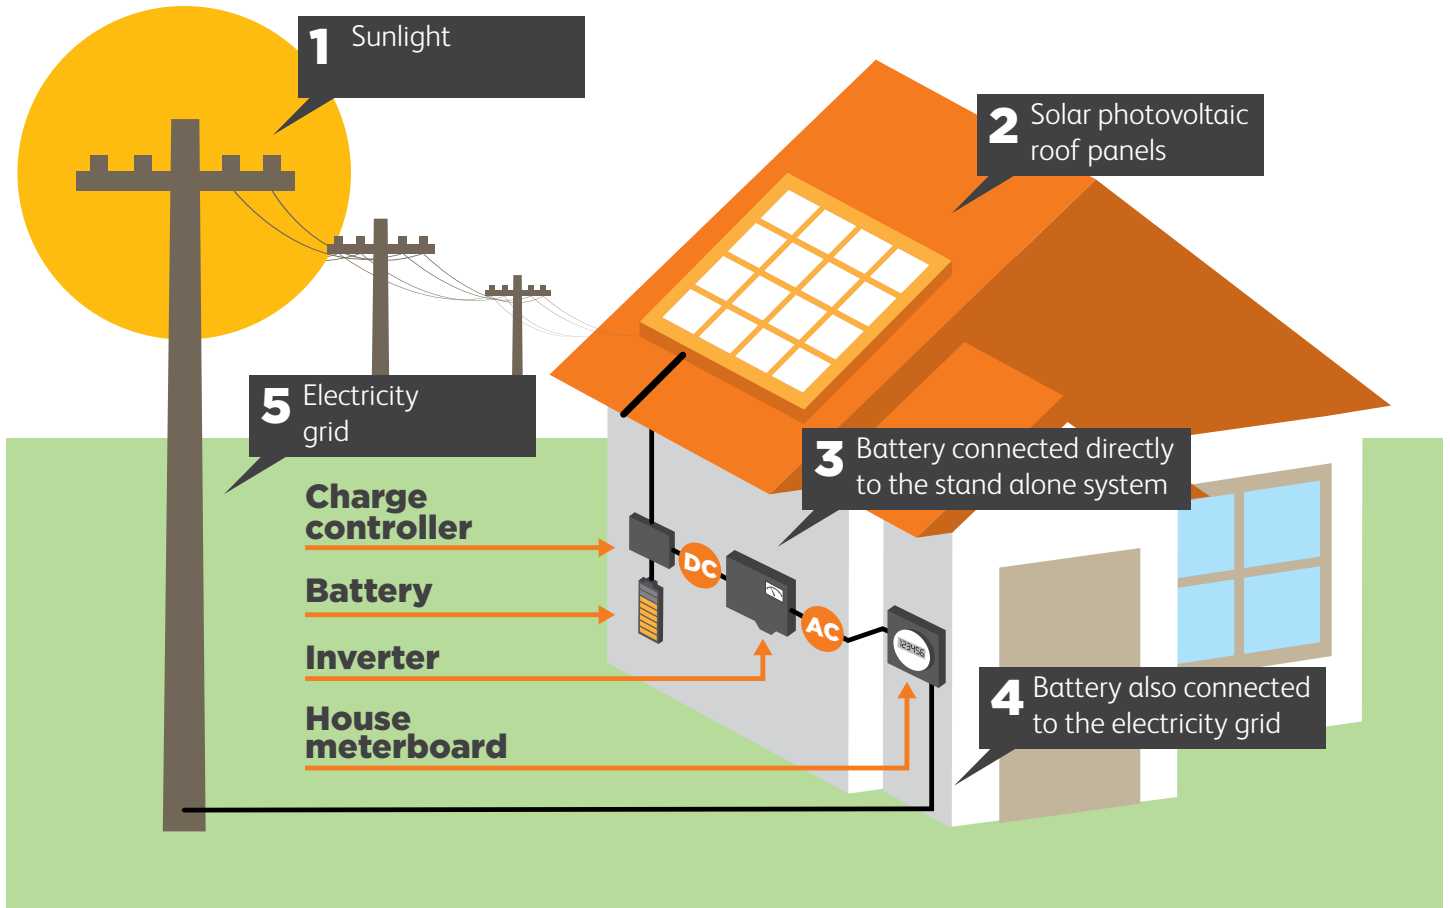 1 Sunlight
2 Solar photovoltaic
roof panels
5 Electricity
grid
3 Battery connected directly
to the stand alone system
Charge
controller
DC
Battery
AC
Inverter
123456
House
meterboard
4 Battery also connected
to the electricity grid